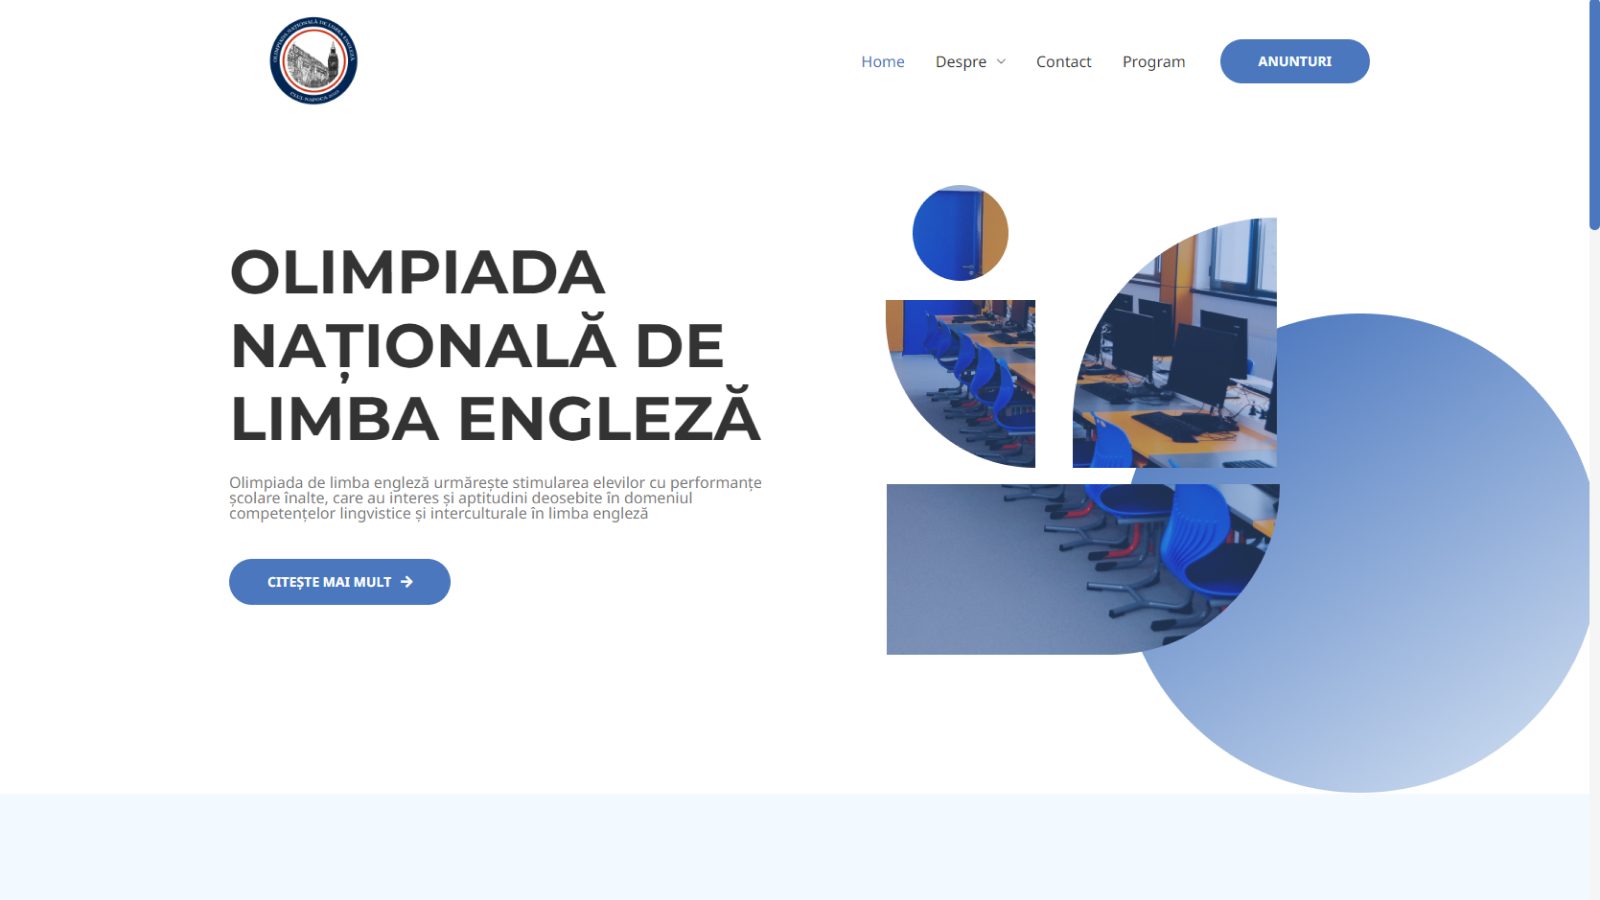 OLIMPIADA NAȚIONALĂ DE LIMBA ENGLEZĂ
CLUJ-NAPOCA
Home
Despre
Contact
Program
ANUNTURI
OLIMPIADA
NAȚIONALĂ DE
LIMBA ENGLEZĂ
Olimpiada de limba engleză urmărește stimularea elevilor cu performanțe
școlare înalte, care au interes și aptitudini deosebite în domeniul
competențelor lingvistice și interculturale în limba engleză
CITEȘTE MAI MULT